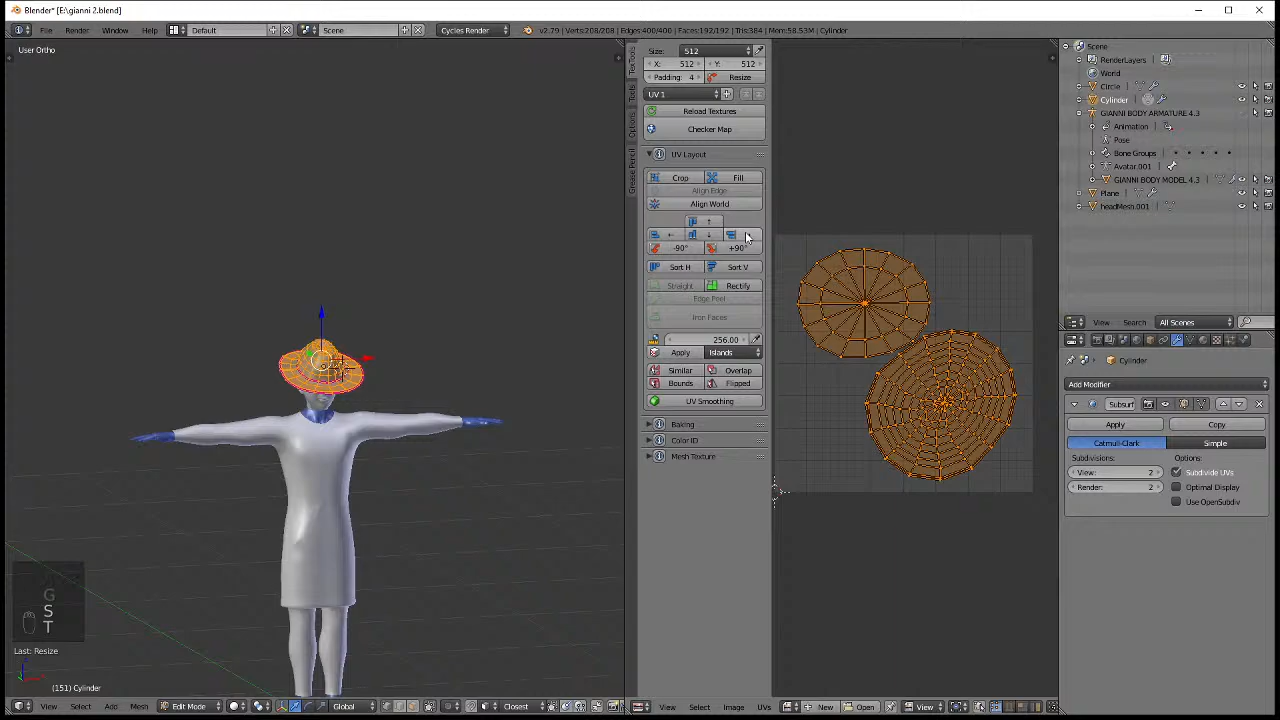 Blender* [E:\gianni 2.blend]
File Render Window Help Default Scene Cycles Render v2.79 | Verts:208/208 | Edges:400/400 | Faces:192/192 | Tris:384 | Mem:58.53M | Cylinder
User Ortho
Size: 512
X: 512 Y: 512
Padding: 4 Resize
UV 1
Reload Textures
Checker Map
UV Layout
Crop Fill
Align Edge
Align World
-90° +90°
Sort H Sort V
Straight Rectify
Edge Peel
Iron Faces
256.00
Apply Islands
Similar Overlap
Bounds Flipped
UV Smoothing
Baking
Color ID
Mesh Texture
TexTools
Tools
Options
Grease Pencil
Scene
RenderLayers
World
Circle
Cylinder
GIANNI BODY ARMATURE 4.3
Animation
Pose
Bone Groups
Avatar.001
GIANNI BODY MODEL 4.3
Plane
headMesh.001
View Search All Scenes
Cylinder
Add Modifier
Subsurf
Apply Copy
Catmull-Clark Simple
Subdivisions: Options:
View: 2 Subdivide UVs
Render: 2 Optimal Display
Use OpenSubdiv
G
S
T
Last: Resize
(151) Cylinder
View Select Add Mesh Edit Mode Global Closest
View Select Image UVs New Open View